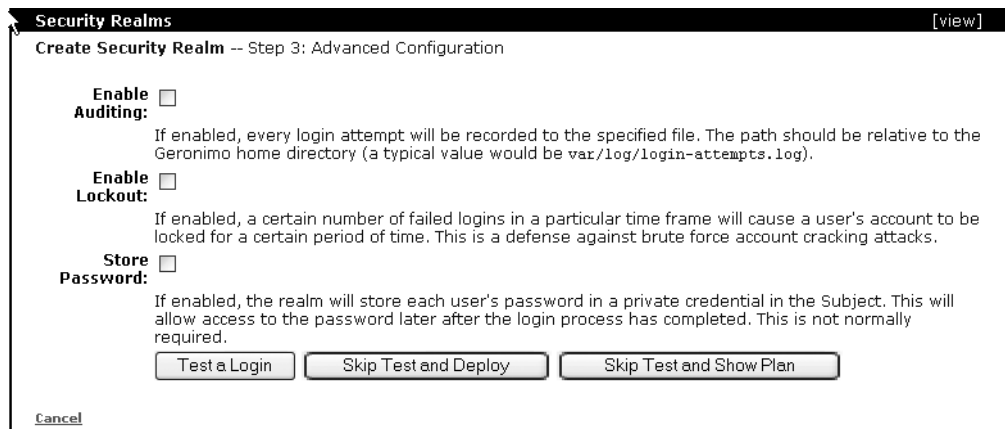 Security Realms [view]
Create Security Realm -- Step 3: Advanced Configuration
Enable
Auditing:
If enabled, every login attempt will be recorded to the specified file. The path should be relative to the
Geronimo home directory (a typical value would be var/log/login-attempts.log).
Enable
Lockout:
If enabled, a certain number of failed logins in a particular time frame will cause a user's account to be
locked for a certain period of time. This is a defense against brute force account cracking attacks.
Store
Password:
If enabled, the realm will store each user's password in a private credential in the Subject. This will
allow access to the password later after the login process has completed. This is not normally
required.
Test a Login Skip Test and Deploy Skip Test and Show Plan
Cancel